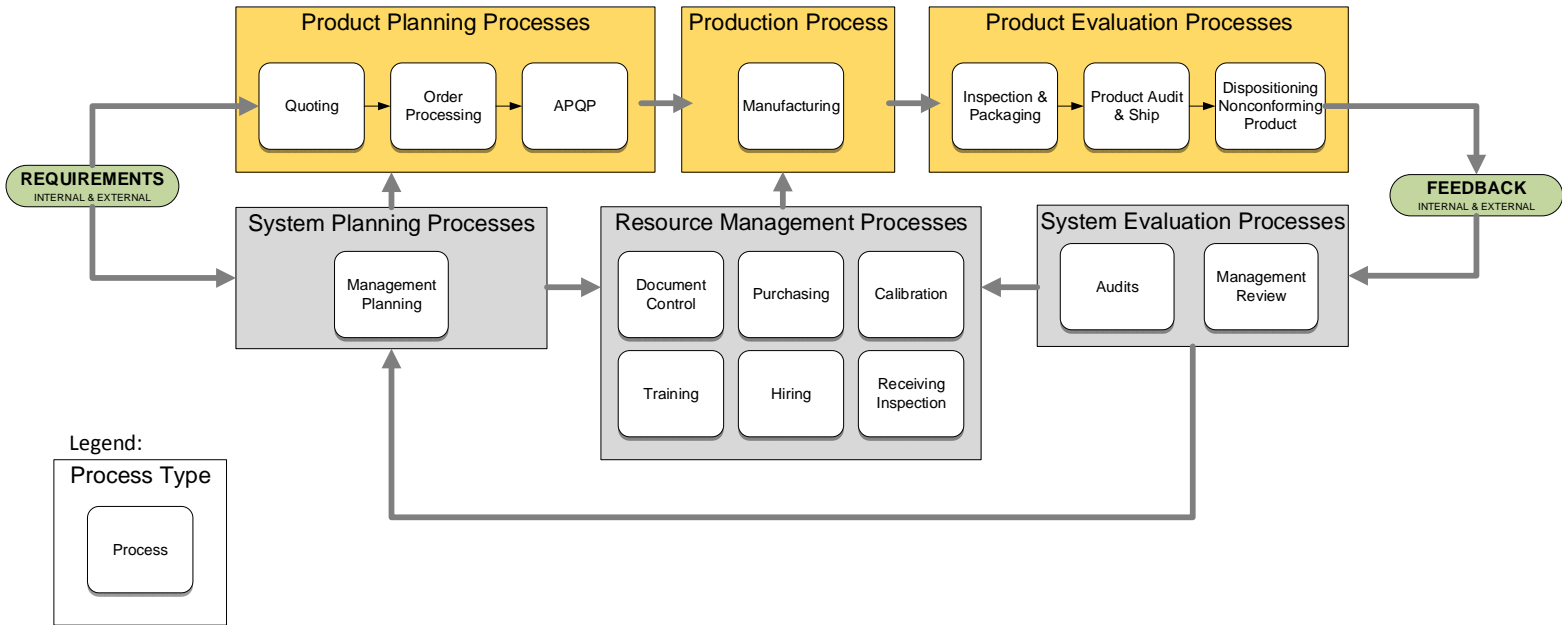 Product Planning Processes
Quoting
Order
Processing
APQP
Production Process
Manufacturing
Product Evaluation Processes
Inspection &
Packaging
Product Audit
& Ship
Dispositioning
Nonconforming
Product
REQUIREMENTS
INTERNAL & EXTERNAL
FEEDBACK
INTERNAL & EXTERNAL
System Planning Processes
Management
Planning
Resource Management Processes
Document
Control
Purchasing
Calibration
Training
Hiring
Receiving
Inspection
System Evaluation Processes
Audits
Management
Review
Legend:
Process Type
Process